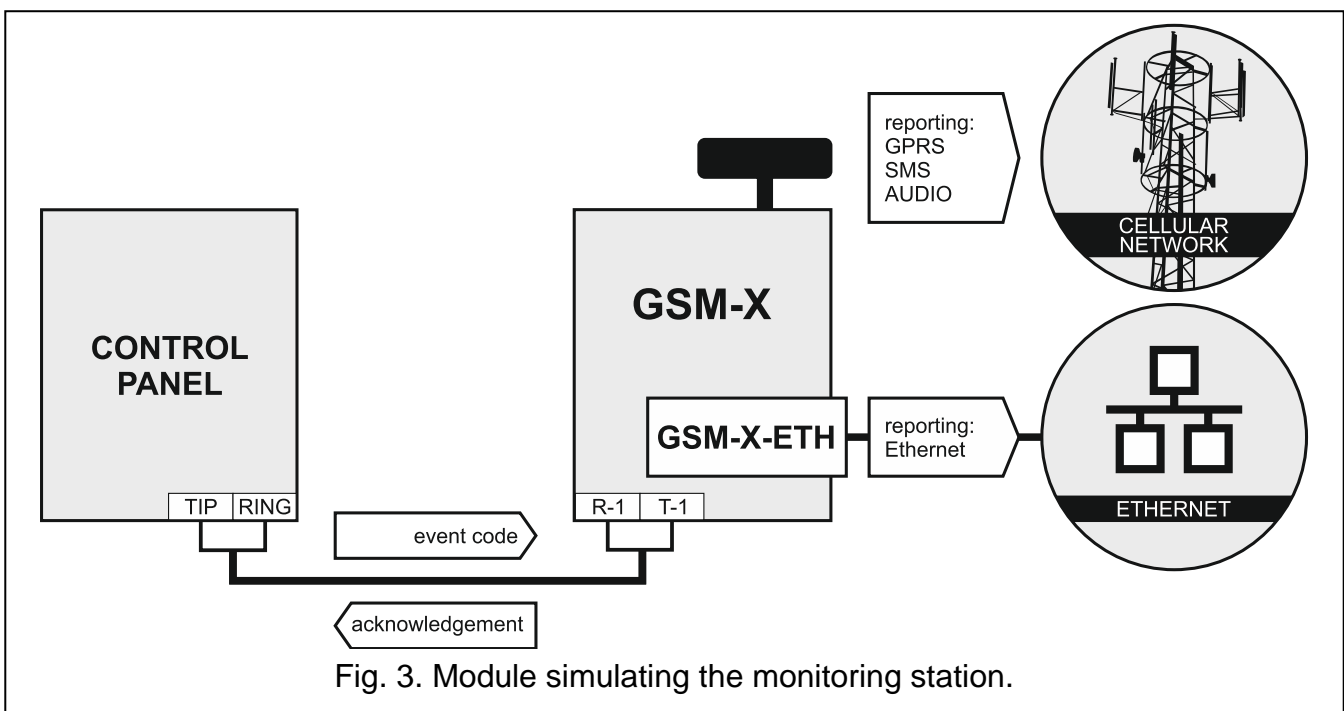 reporting:
GPRS
SMS
AUDIO
CELLULAR
NETWORK
CONTROL
PANEL
GSM-X
GSM-X-ETH
reporting:
Ethernet
ETHERNET
TIP
RING
R-1
T-1
event code
acknowledgement
Fig. 3. Module simulating the monitoring station.